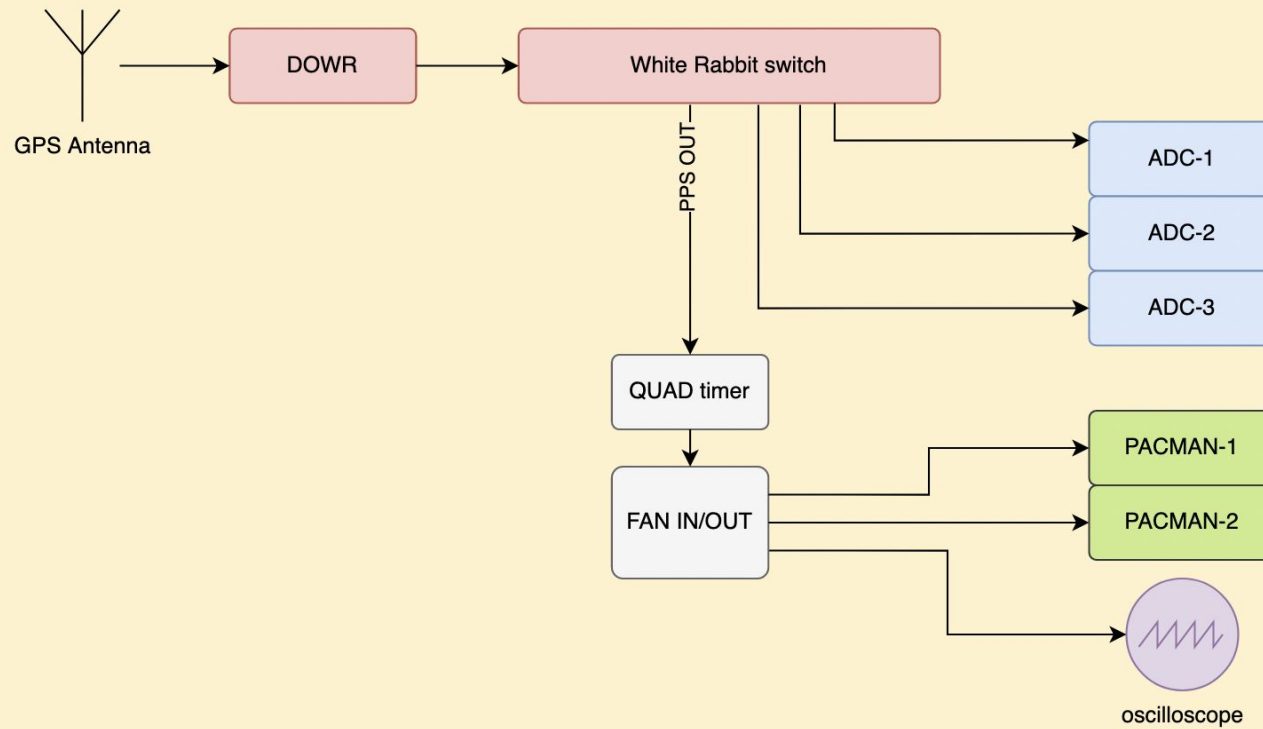 DOWR
White Rabbit switch
GPS Antenna
PPS OUT
ADC-1
ADC-2
ADC-3
QUAD timer
PACMAN-1
FAN IN/OUT
PACMAN-2
oscilloscope